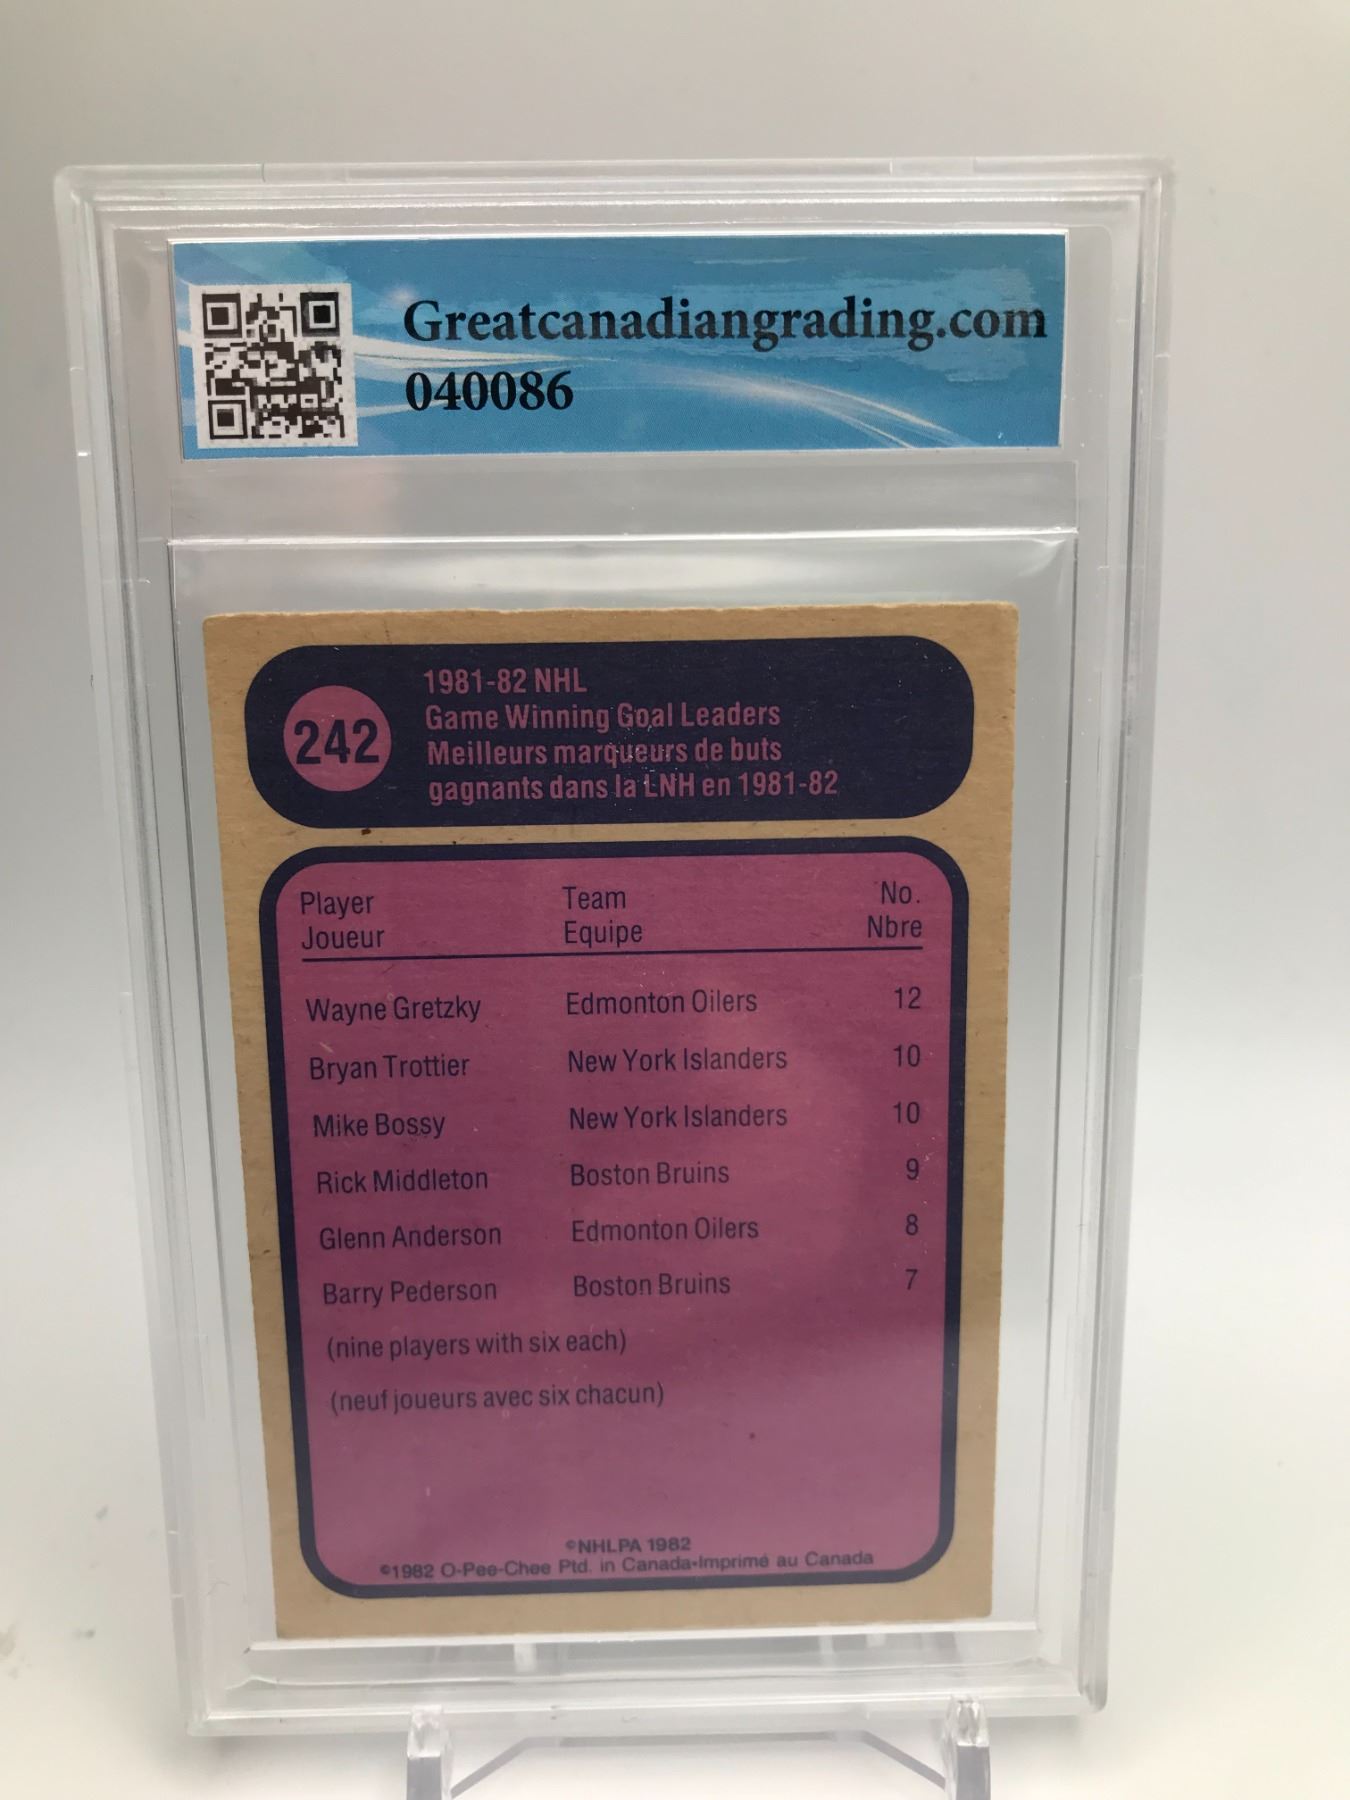 Greatcanadiangrading.com
040086
242
1981-82 NHL
Game Winning Goal Leaders
Meilleurs marqueurs de buts
gagnants dans la LNH en 1981-82
Player Team No.
Joueur Equipe Nbre
Wayne Gretzky Edmonton Oilers 12
Bryan Trottier New York Islanders 10
Mike Bossy New York Islanders 10
Rick Middleton Boston Bruins 9
Glenn Anderson Edmonton Oilers 8
Barry Pederson Boston Bruins 7
(nine players with six each)
(neuf joueurs avec six chacun)
©NHLPA 1982
©1982 O-Pee-Chee Ptd. in Canada-Imprimé au Canada